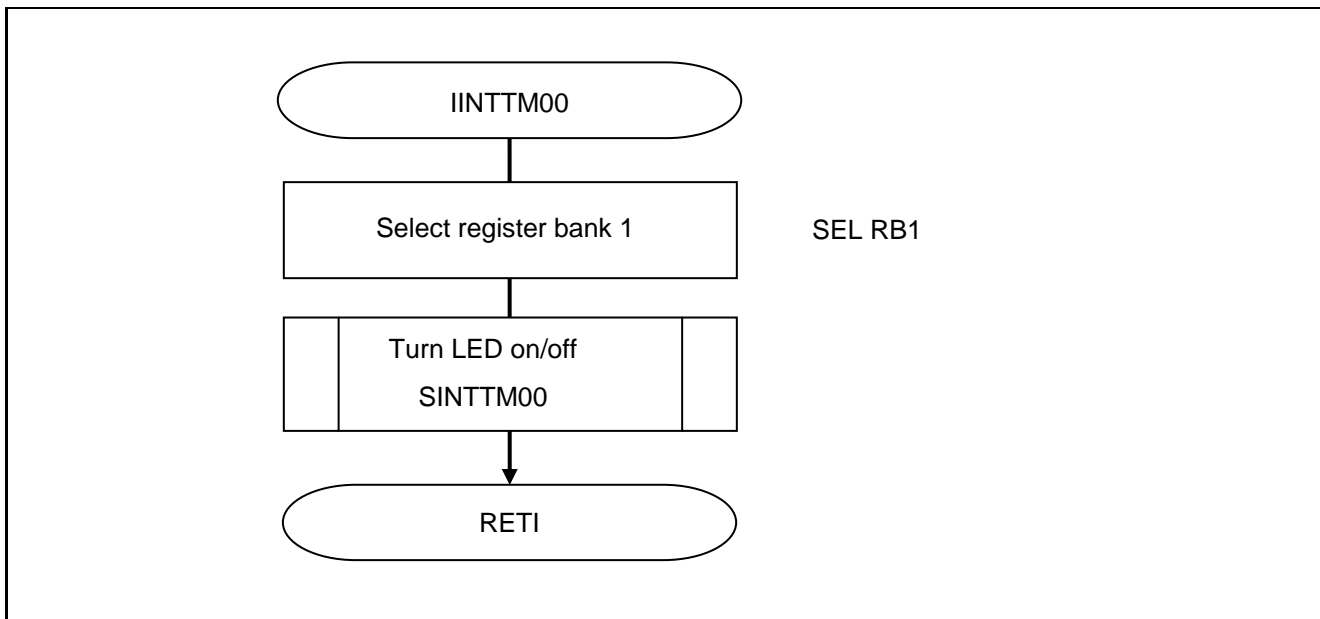 IINTTM00
Select register bank 1
SEL RB1
Turn LED on/off
SINTTM00
RETI